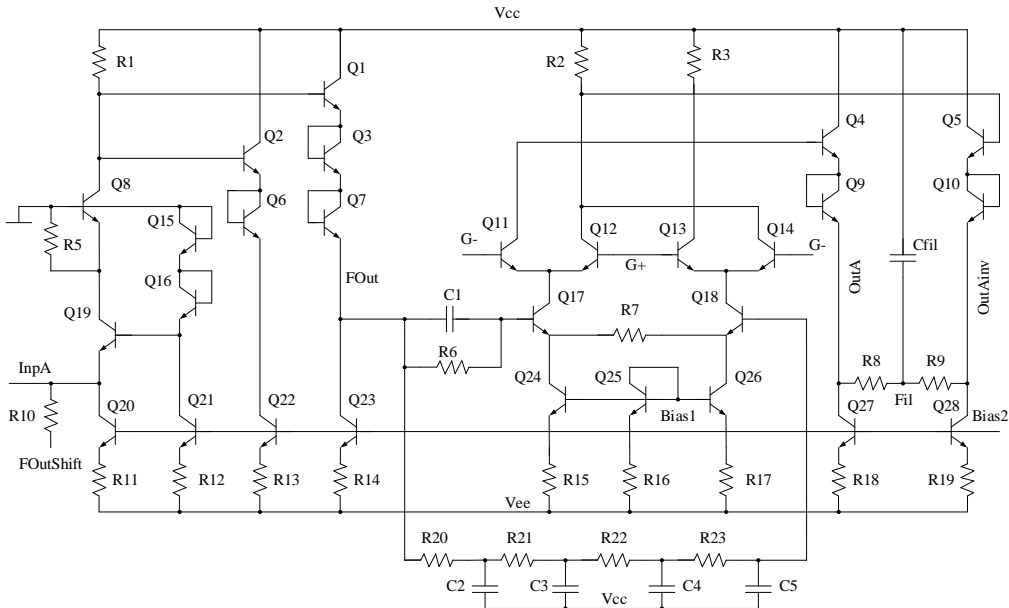 Vcc
R1
R2
R3
Q1
Q2
Q3
Q4
Q5
Q8
Q6
Q7
Q9
Q10
Q15
Q11
Q12
Q13
Q14
R5
G-
G+
G-
Q16
FOut
OutA
Cfil
OutAinv
Q19
C1
Q17
Q18
R7
R6
InpA
Q24
Q25
Q26
R8
R9
R10
Q20
Q21
Q22
Q23
Bias1
Fil
Q27
Q28
Bias2
FOutShift
R11
R12
R13
R14
R15
R16
R17
R18
R19
Vee
R20
R21
R22
R23
C2
C3
Vcc
C4
C5